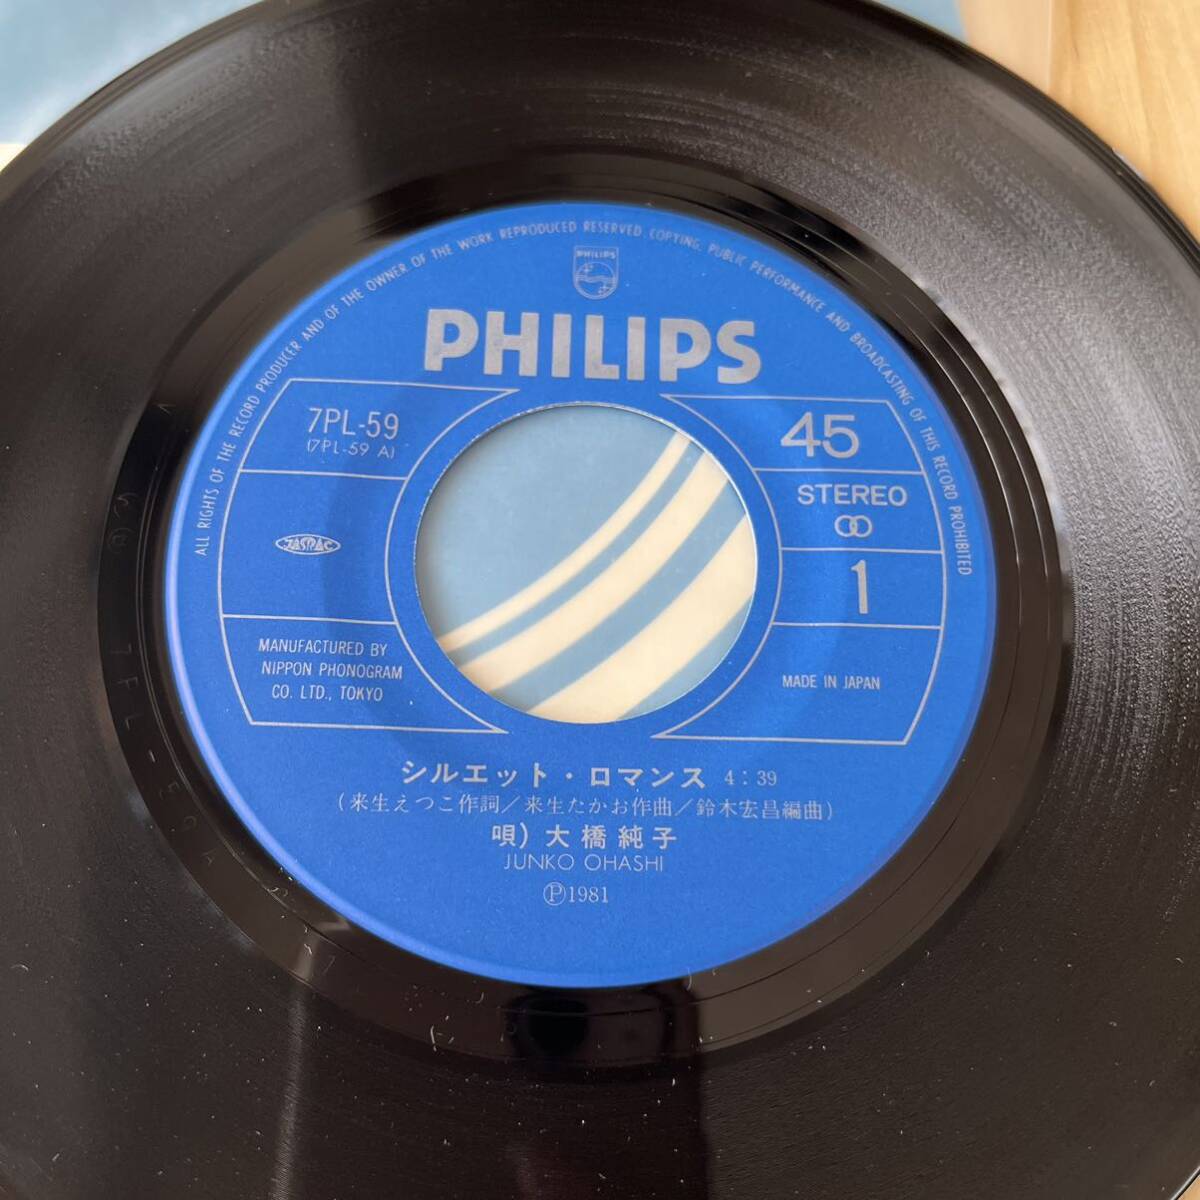 ALL RIGHTS OF THE RECORD PRODUCER AND OF THE OWNER OF THE WORK REPRODUCED RESERVED. COPYING, PUBLIC PERFORMANCE AND BROADCASTING OF THIS RECORD PROHIBITED
PHILIPS
PHILIPS
7PL-59
(7PL-59 A)
45
STEREO
JASRAC
1
MANUFACTURED BY
NIPPON PHONOGRAM
CO. LTD., TOKYO
MADE IN JAPAN
シルエット・ロマンス 4:39
(来生えつこ作詞/来生たかお作曲/鈴木宏昌編曲)
唄) 大橋純子
JUNKO OHASHI
Ⓟ1981